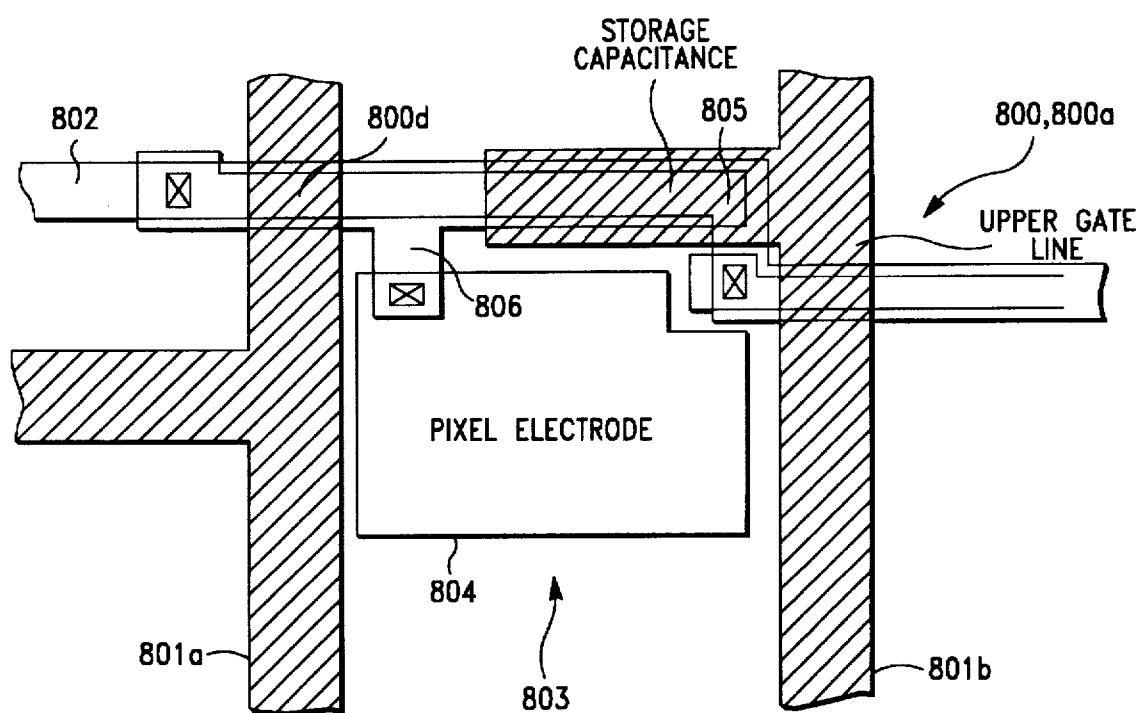 STORAGE
CAPACITANCE
802
800d
805
800,800a
UPPER GATE
LINE
806
PIXEL ELECTRODE
804
801a
803
801b